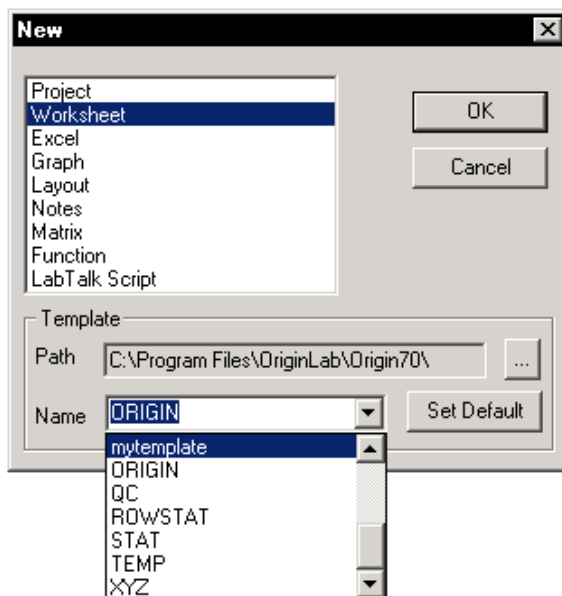 New
Project
Worksheet
Excel
Graph
Layout
Notes
Matrix
Function
LabTalk Script
OK
Cancel
Template
Path C:\Program Files\OriginLab\Origin70\ ...
Name ORIGIN Set Default
mytemplate
ORIGIN
QC
ROWSTAT
STAT
TEMP
XYZ